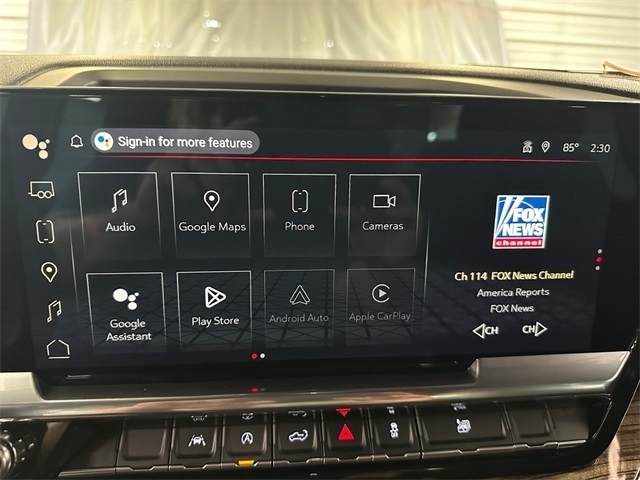 Sign-in for more features
85° 2:30
Audio
Google Maps
Phone
Cameras
Google
Assistant
Play Store
Android Auto
Apple CarPlay
FOX
NEWS
channel
Ch 114 FOX News Channel
America Reports
FOX News
CH CH
A